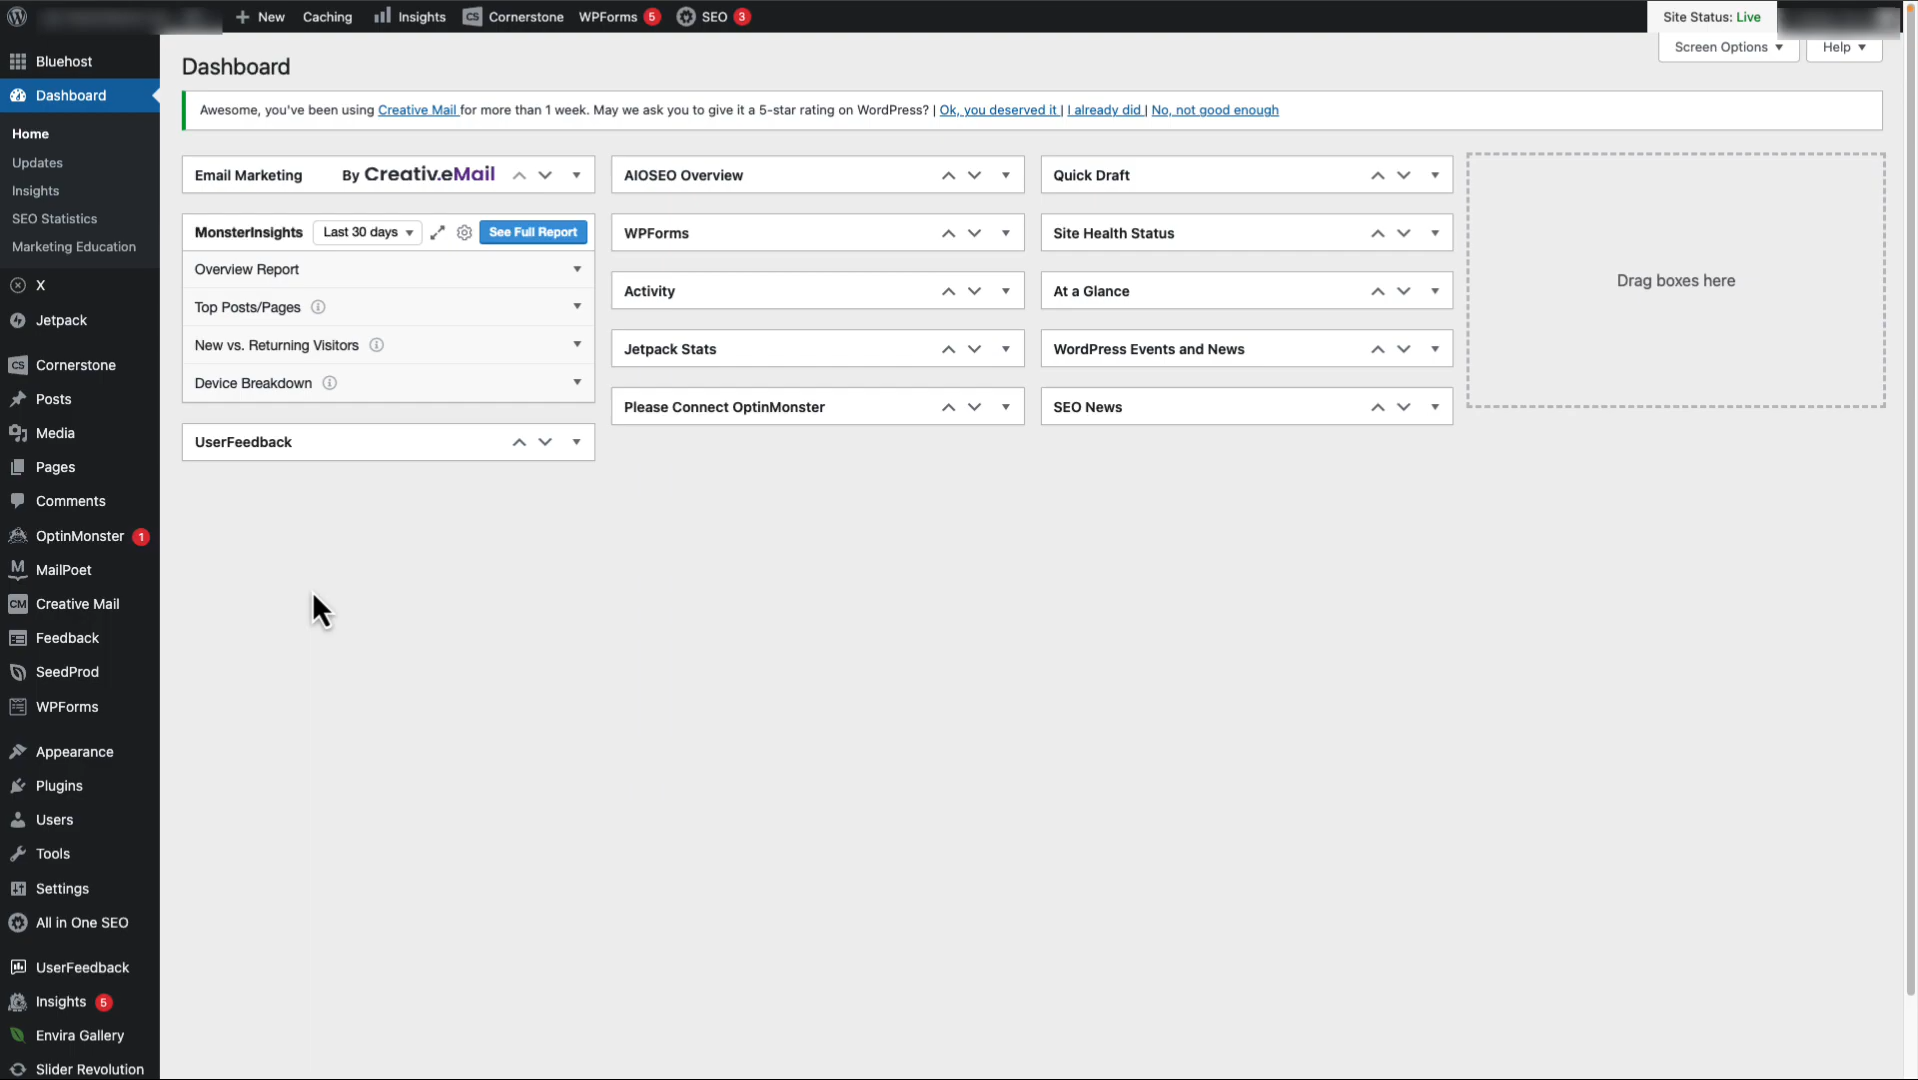 New
Caching
Insights
CS Cornerstone
WPForms 5
SEO 3
Site Status: Live
Screen Options
Help
Bluehost
Dashboard
Home
Updates
Insights
SEO Statistics
Marketing Education
X
Jetpack
CS Cornerstone
Posts
Media
Pages
Comments
OptinMonster 1
M MailPoet
CM Creative Mail
Feedback
SeedProd
WPForms
Appearance
Plugins
Users
Tools
Settings
All in One SEO
UserFeedback
Insights 5
Envira Gallery
Slider Revolution
Dashboard
Awesome, you've been using Creative Mail for more than 1 week. May we ask you to give it a 5-star rating on WordPress? | Ok, you deserved it | I already did | No, not good enough
Email Marketing By Creativ.eMail
MonsterInsights Last 30 days See Full Report
Overview Report
Top Posts/Pages
New vs. Returning Visitors
Device Breakdown
UserFeedback
AIOSEO Overview
WPForms
Activity
Jetpack Stats
Please Connect OptinMonster
Quick Draft
Site Health Status
At a Glance
WordPress Events and News
SEO News
Drag boxes here